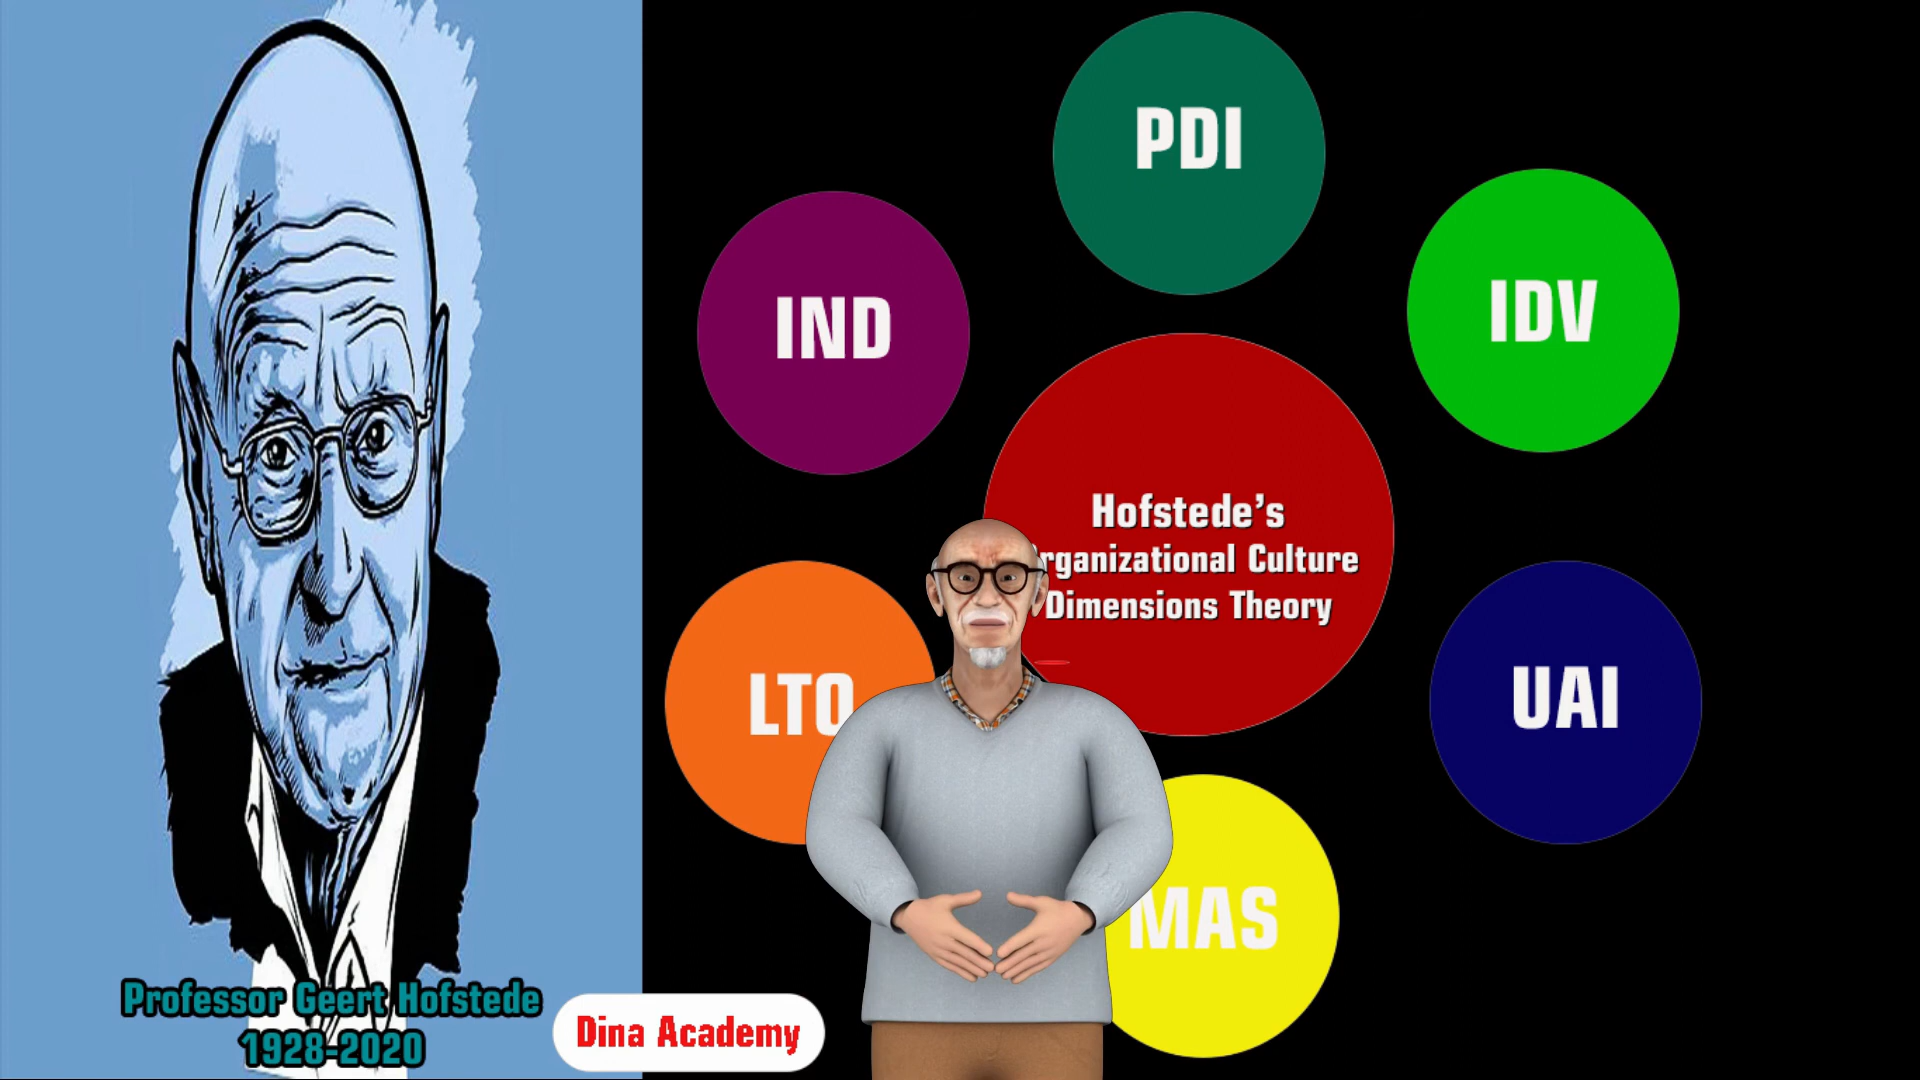 PDI
IND
IDV
Hofstede's
rganizational Culture
Dimensions Theory
LTO
UAI
MAS
Professor Geert Hofstede
1928-2020
Dina Academy